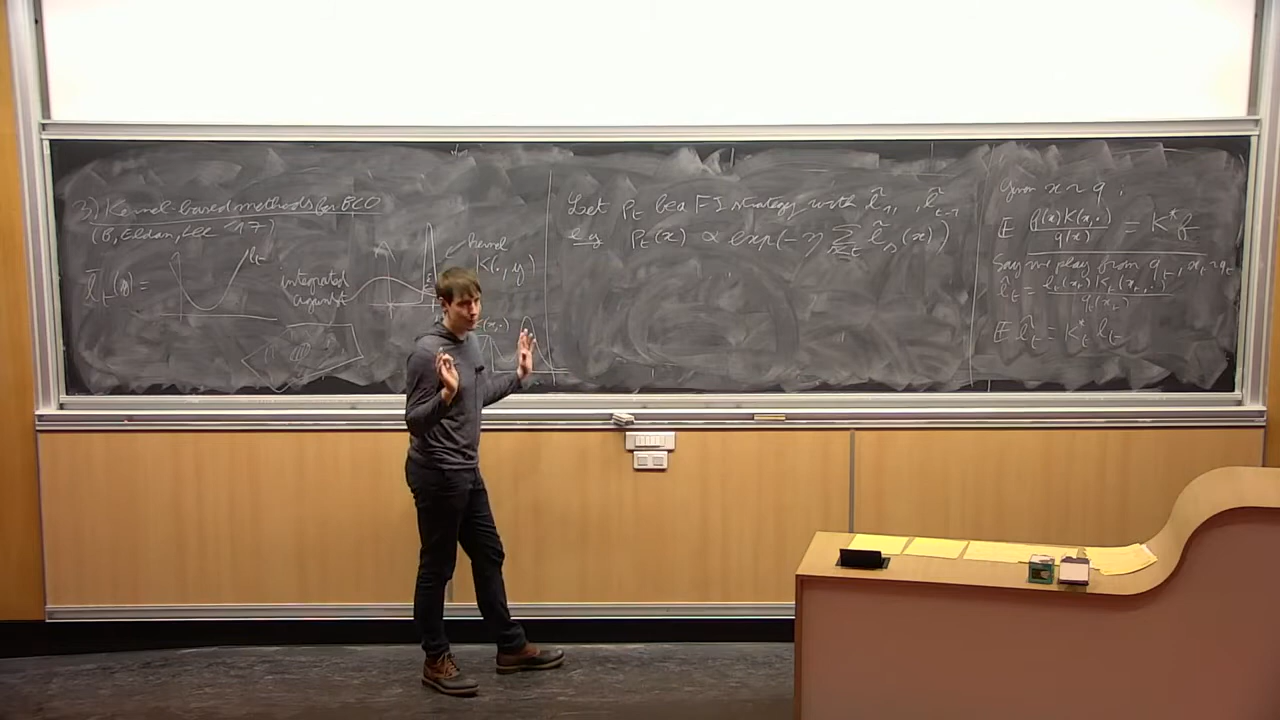 3) Kernel-based methods for BCO
(B, Eldan, Lee '17)
l̃_t(y) =
l_t
integrated
against
kernel
K(., y)
(x, .)
Let p_t be a FI strategy with l̃_1, , l̃_{t-1}
e.g. p_t(x) ∝ exp(-η ∑_{s<t} l̃_s(x))
Given x ~ q,
E f(x)K(x, .) / q(x) = K* f
Say we play from q_t, x_t ~ q_t
l̃_t = l_t(x_t) K_t(x_t, .) / q_t(x_t)
E l̃_t = K_t* l_t